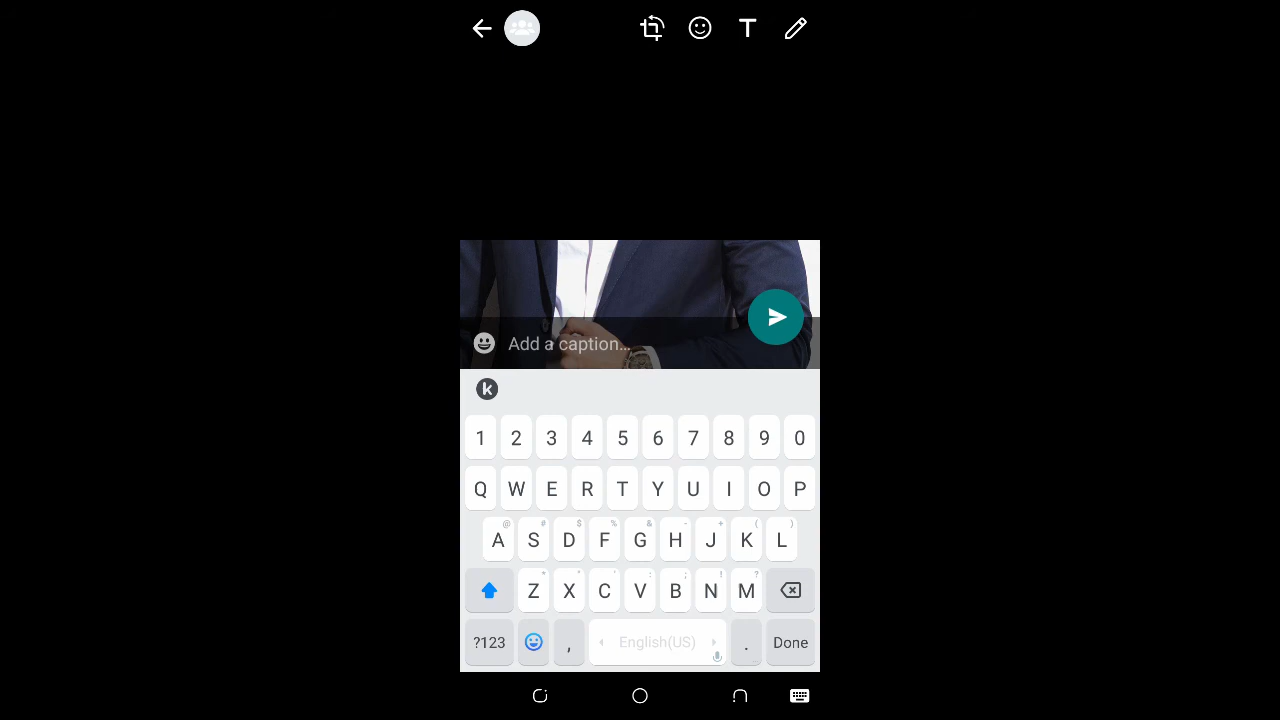 T
Add a caption...
k
1 2 3 4 5 6 7 8 9 0
Q W E R T Y U I O P
@ # $ % & - + ( )
A S D F G H J K L
* " ' : ; ! ?
Z X C V B N M
?123 , English(US) . Done